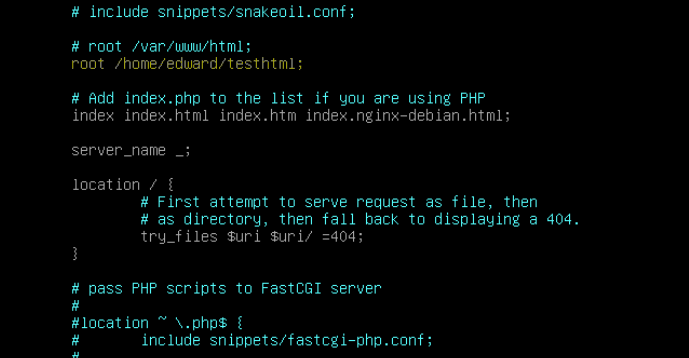 # include snippets/snakeoil.conf;
# root /var/www/html;
root /home/edward/testhtml;
# Add index.php to the list if you are using PHP
index index.html index.htm index.nginx-debian.html;
server_name _;
location / {
# First attempt to serve request as file, then
# as directory, then fall back to displaying a 404.
try_files $uri $uri/ =404;
}
# pass PHP scripts to FastCGI server
#
#location ~ \.php$ {
#       include snippets/fastcgi-php.conf;
#